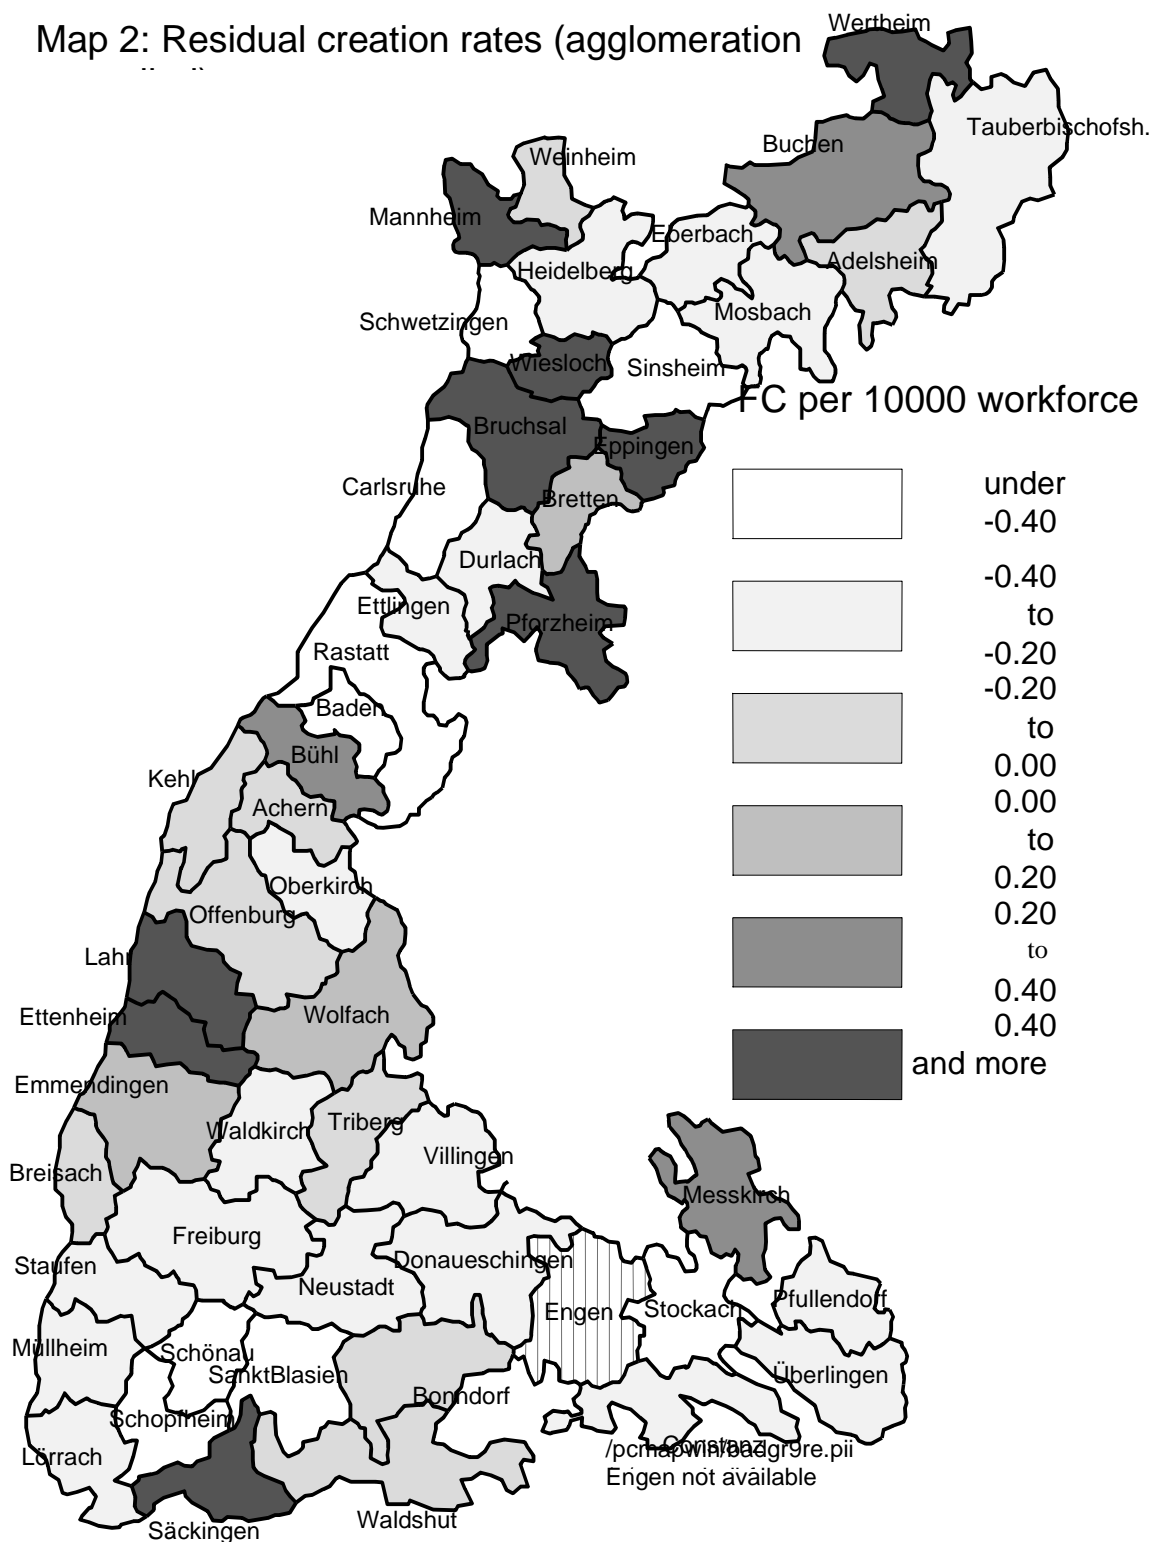 Map 2: Residual creation rates (agglomeration
Wertheim
Tauberbischofsh.
Buchen
Weinheim
Mannheim
Eberbach
Adelsheim
Heidelberg
Mosbach
Schwetzingen
Wiesloch
Sinsheim
FC per 10000 workforce
Bruchsal
Eppingen
Carlsruhe
Bretten
under
-0.40
Durlach
-0.40
to
-0.20
Ettlingen
Pforzheim
Rastatt
Baden
Bühl
-0.20
to
0.00
Kehl
Achern
0.00
to
0.20
Oberkirch
Offenburg
0.20
to
0.40
Lahr
Ettenheim
Wolfach
0.40
and more
Emmendingen
Waldkirch
Triberg
Villingen
Breisach
Messkirch
Freiburg
Staufen
Donaueschingen
Neustadt
Engen
Stockach
Pfullendorf
Müllheim
Schönau
SanktBlasien
Überlingen
Bonndorf
Schopfheim
Lörrach
Constanz
/pcmapwin/badgr9re.pii
Engen not available
Waldshut
Säckingen